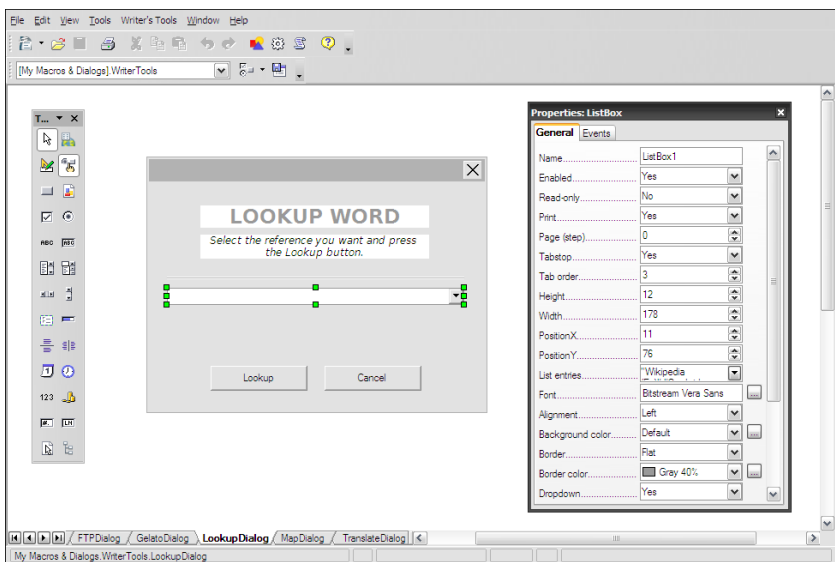 File Edit View Tools Writer's Tools Window Help
[My Macros & Dialogs].WriterTools
T...
Properties: ListBox
General Events
Name ListBox1
Enabled Yes
Read-only No
Print Yes
Page (step) 0
Tabstop Yes
Tab order 3
Height 12
Width 178
PositionX 11
PositionY 76
List entries "Wikipedia
Font Bitstream Vera Sans
Alignment Left
Background color Default
Border Flat
Border color Gray 40%
Dropdown Yes
LOOKUP WORD
Select the reference you want and press
the Lookup button.
Lookup Cancel
ABC
123
FTPDialog GelatoDialog LookupDialog MapDialog TranslateDialog
My Macros & Dialogs.WriterTools.LookupDialog